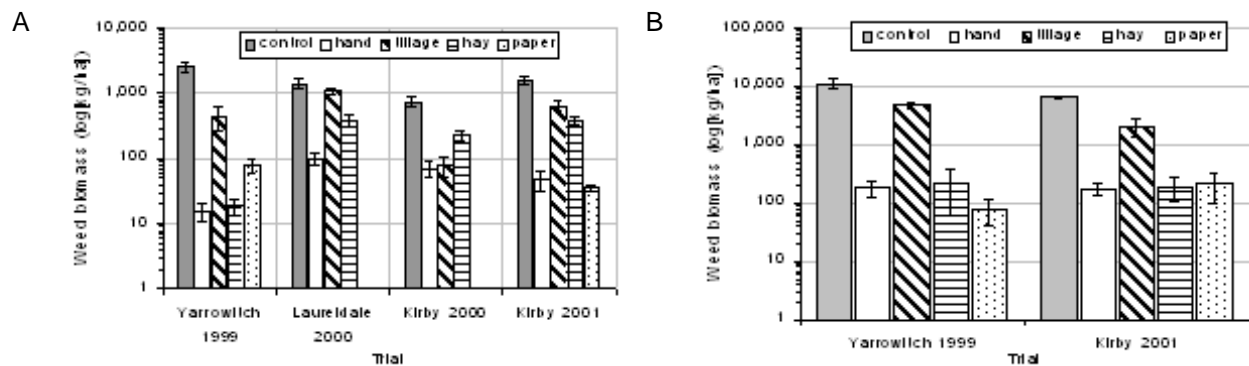 A
10,000
1,000
100
10
1
Weed biomass (log[kg/ha])
control hand tillage hay paper
Yarrowitch 1999
Laureldale 2000
Kirby 2000
Kirby 2001
Trial
B
100,000
10,000
1,000
100
10
1
Weed biomass (log[kg/ha])
control hand tillage hay paper
Yarrowitch 1999
Kirby 2001
Trial